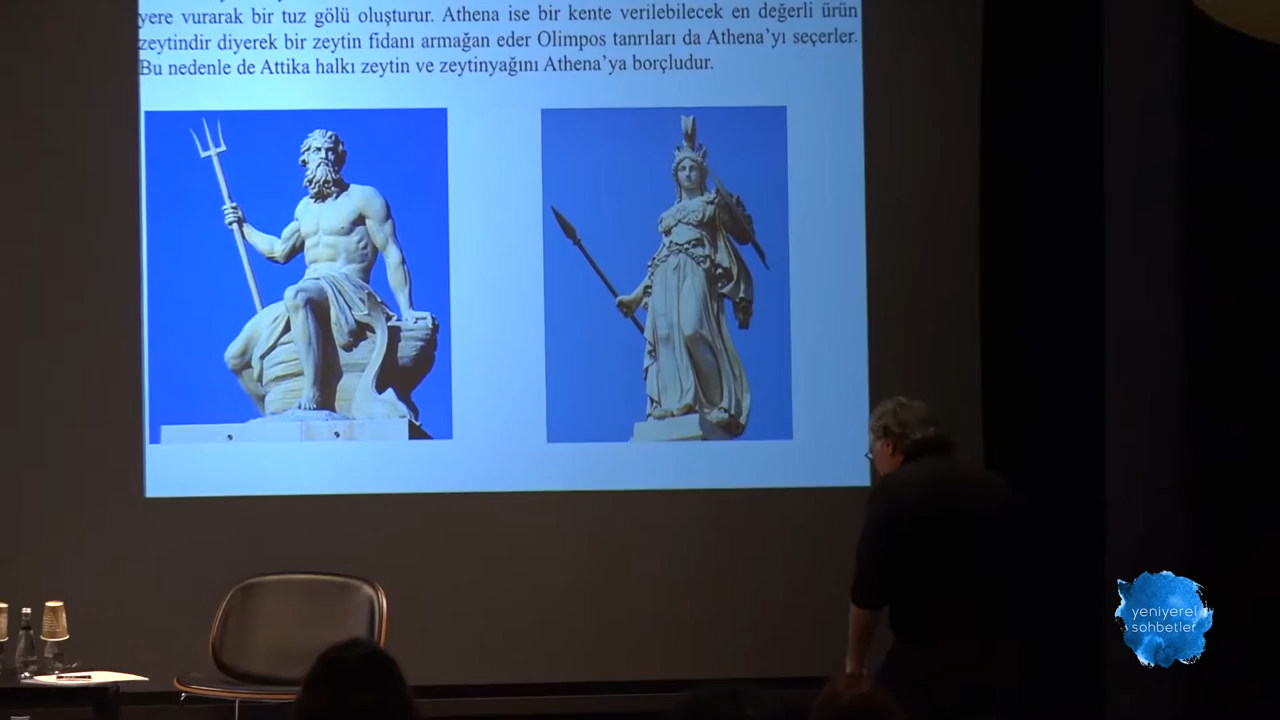 yere vurarak bir tuz gölü oluşturur. Athena ise bir kente verilebilecek en değerli ürün
zeytindir diyerek bir zeytin fidanı armağan eder Olimpos tanrıları da Athena'yı seçerler.
Bu nedenle de Attika halkı zeytin ve zeytinyağını Athena'ya borçludur.
yeniyerel
sohbetler